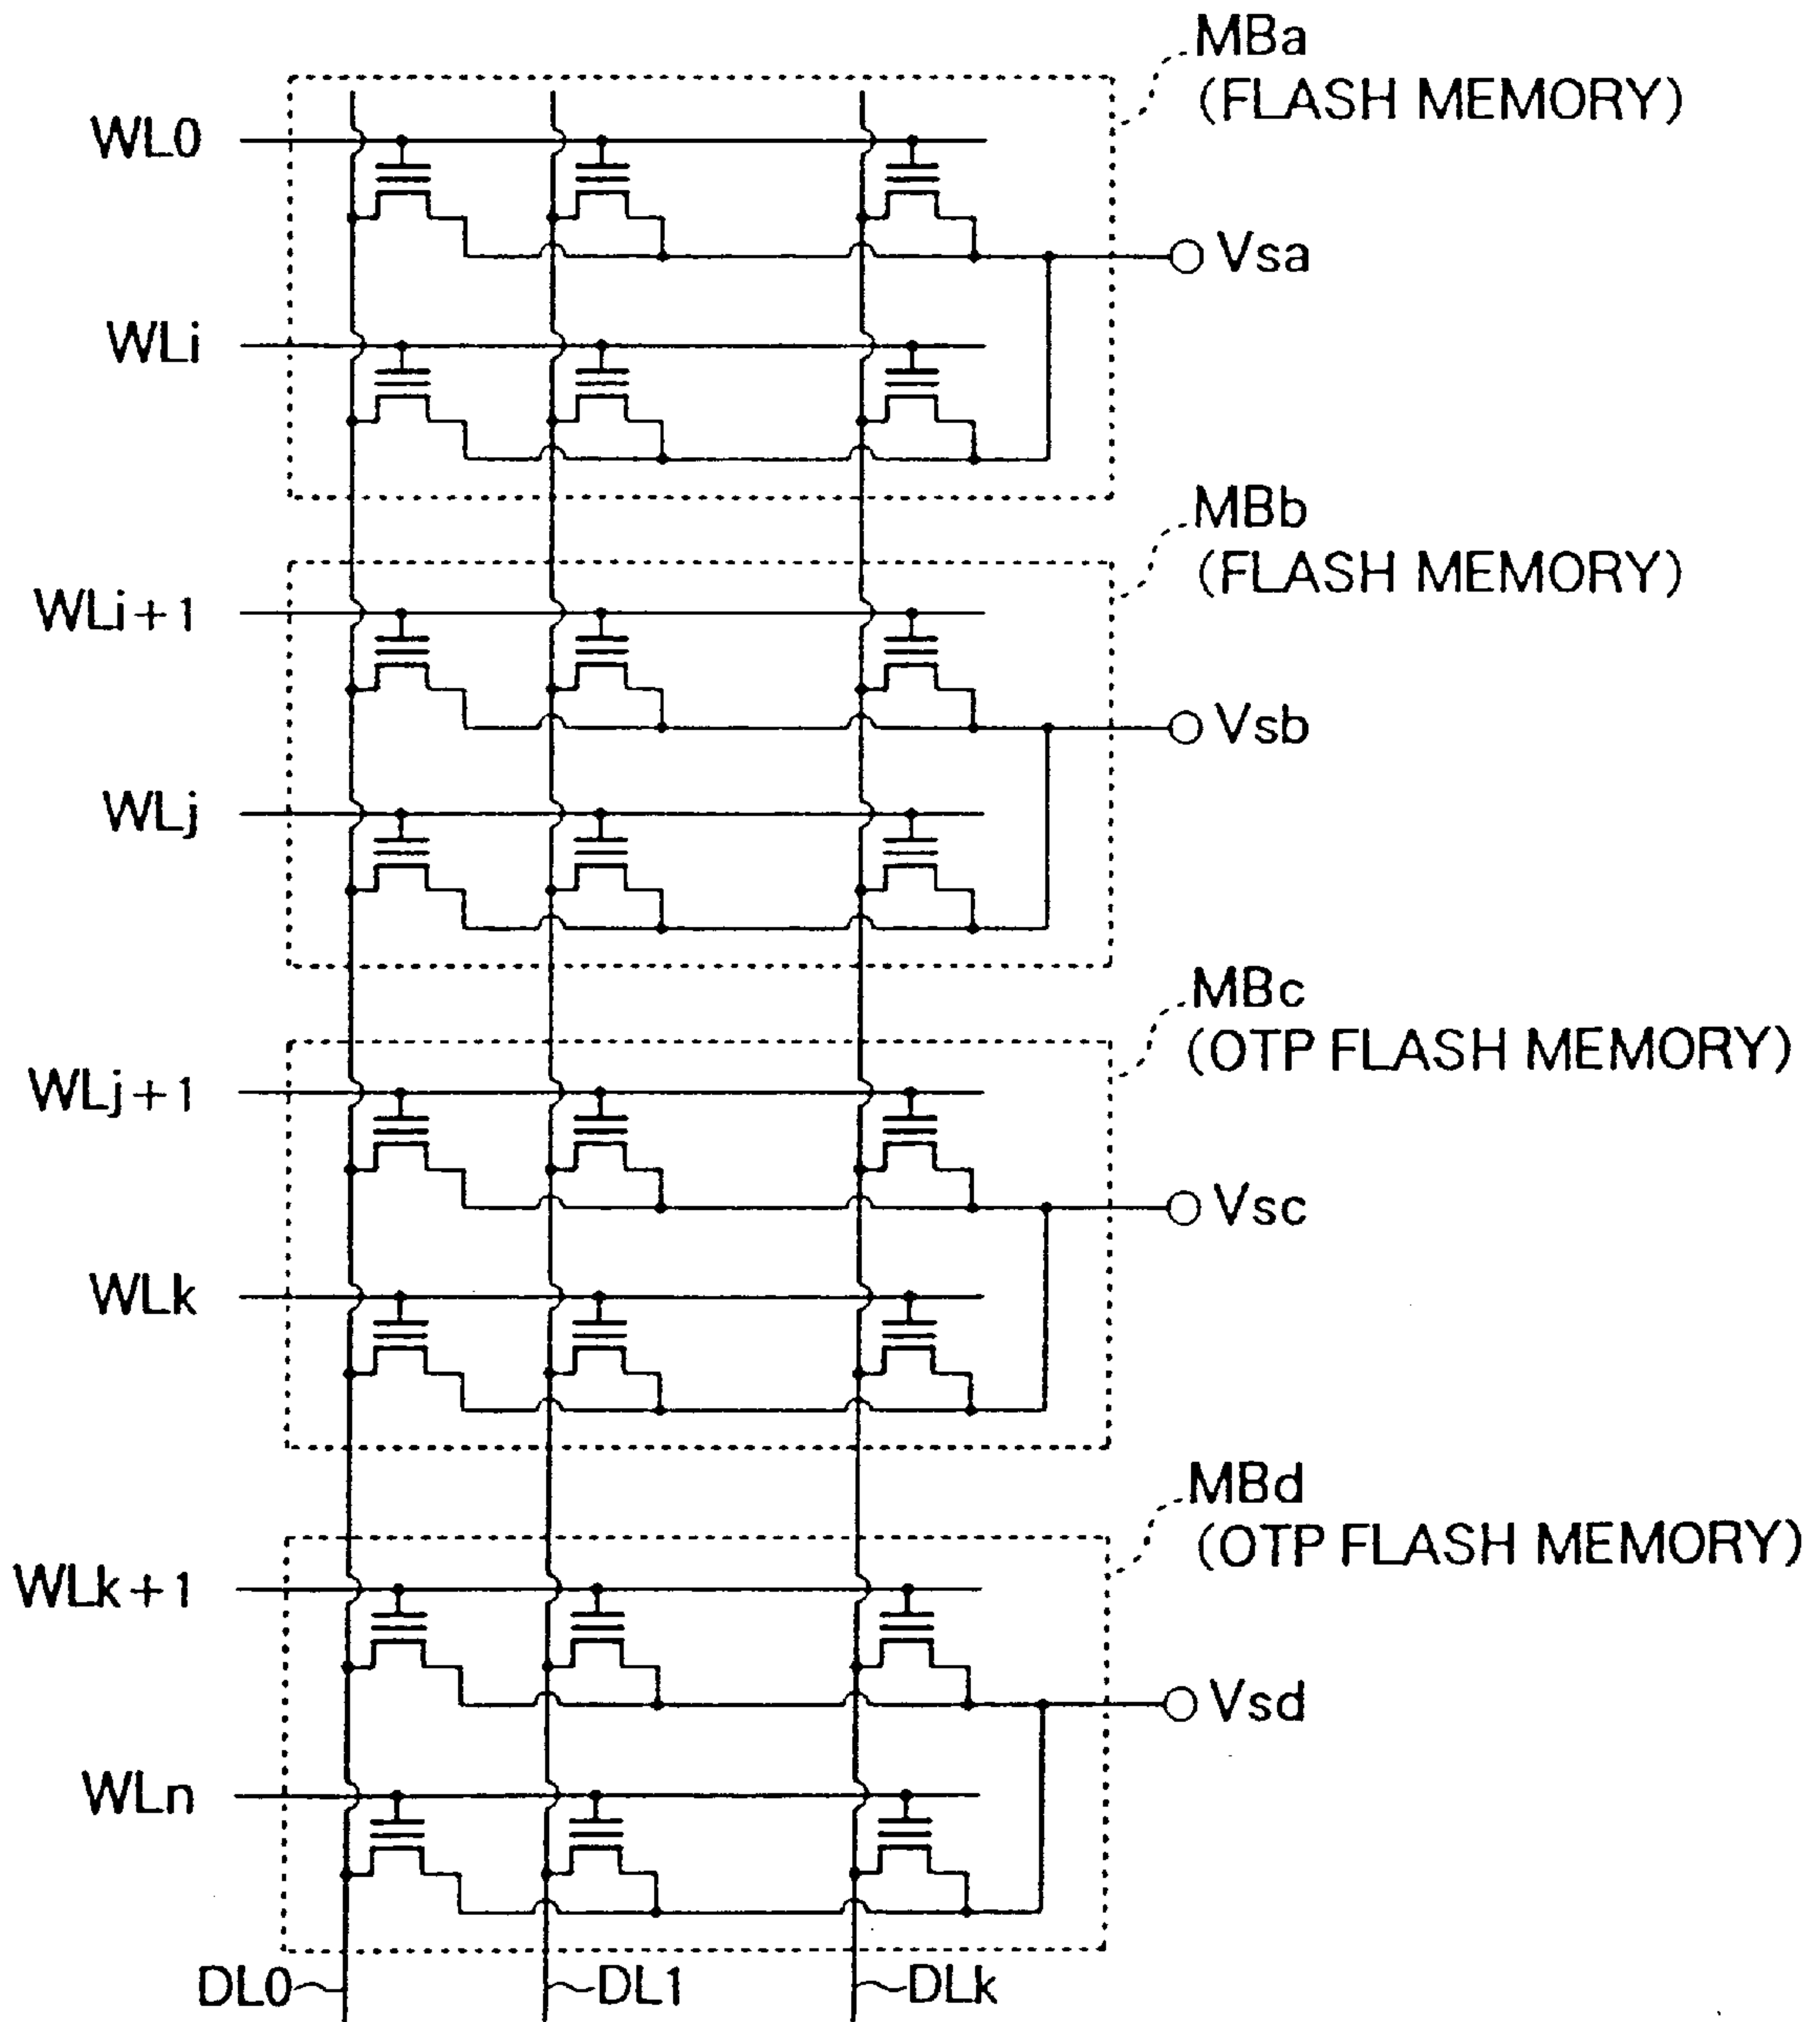 MBa
(FLASH MEMORY)
WL0
Vsa
WLi
MBb
(FLASH MEMORY)
WLi+1
Vsb
WLj
MBc
(OTP FLASH MEMORY)
WLj+1
Vsc
WLk
MBd
(OTP FLASH MEMORY)
WLk+1
Vsd
WLn
DL0
DL1
DLk